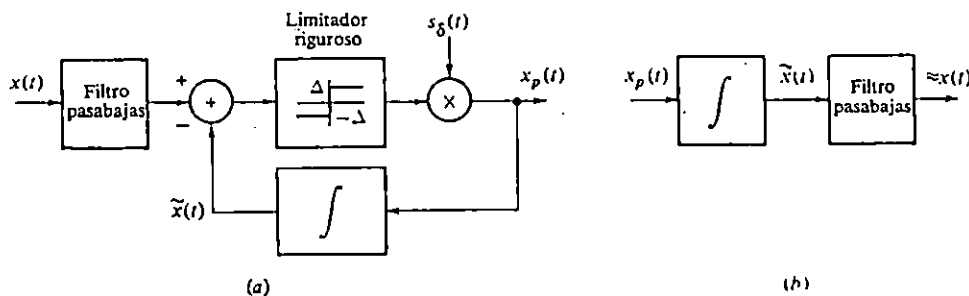 Limitador
riguroso
s_δ(t)
x(t)
Filtro
pasabajas
+
−
+
Δ
−Δ
×
x_p(t)
x̃(t)
∫
(a)
x_p(t)
∫
x̃(t)
Filtro
pasabajas
≈x(t)
(b)